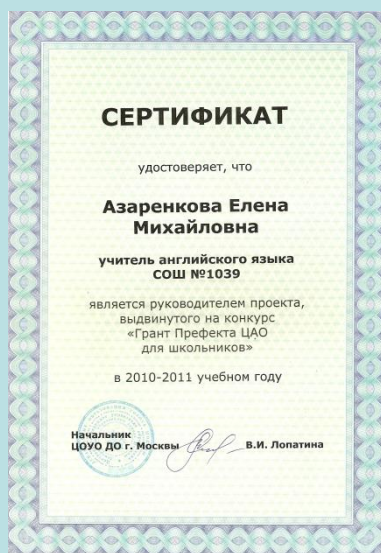 СЕРТИФИКАТ
удостоверяет, что
Азаренкова Елена
Михайловна
учитель английского языка
СОШ №1039
является руководителем проекта,
выдвинутого на конкурс
«Грант Префекта ЦАО
для школьников»
в 2010-2011 учебном году
Начальник
ЦОУО ДО г. Москвы В.И. Лопатина